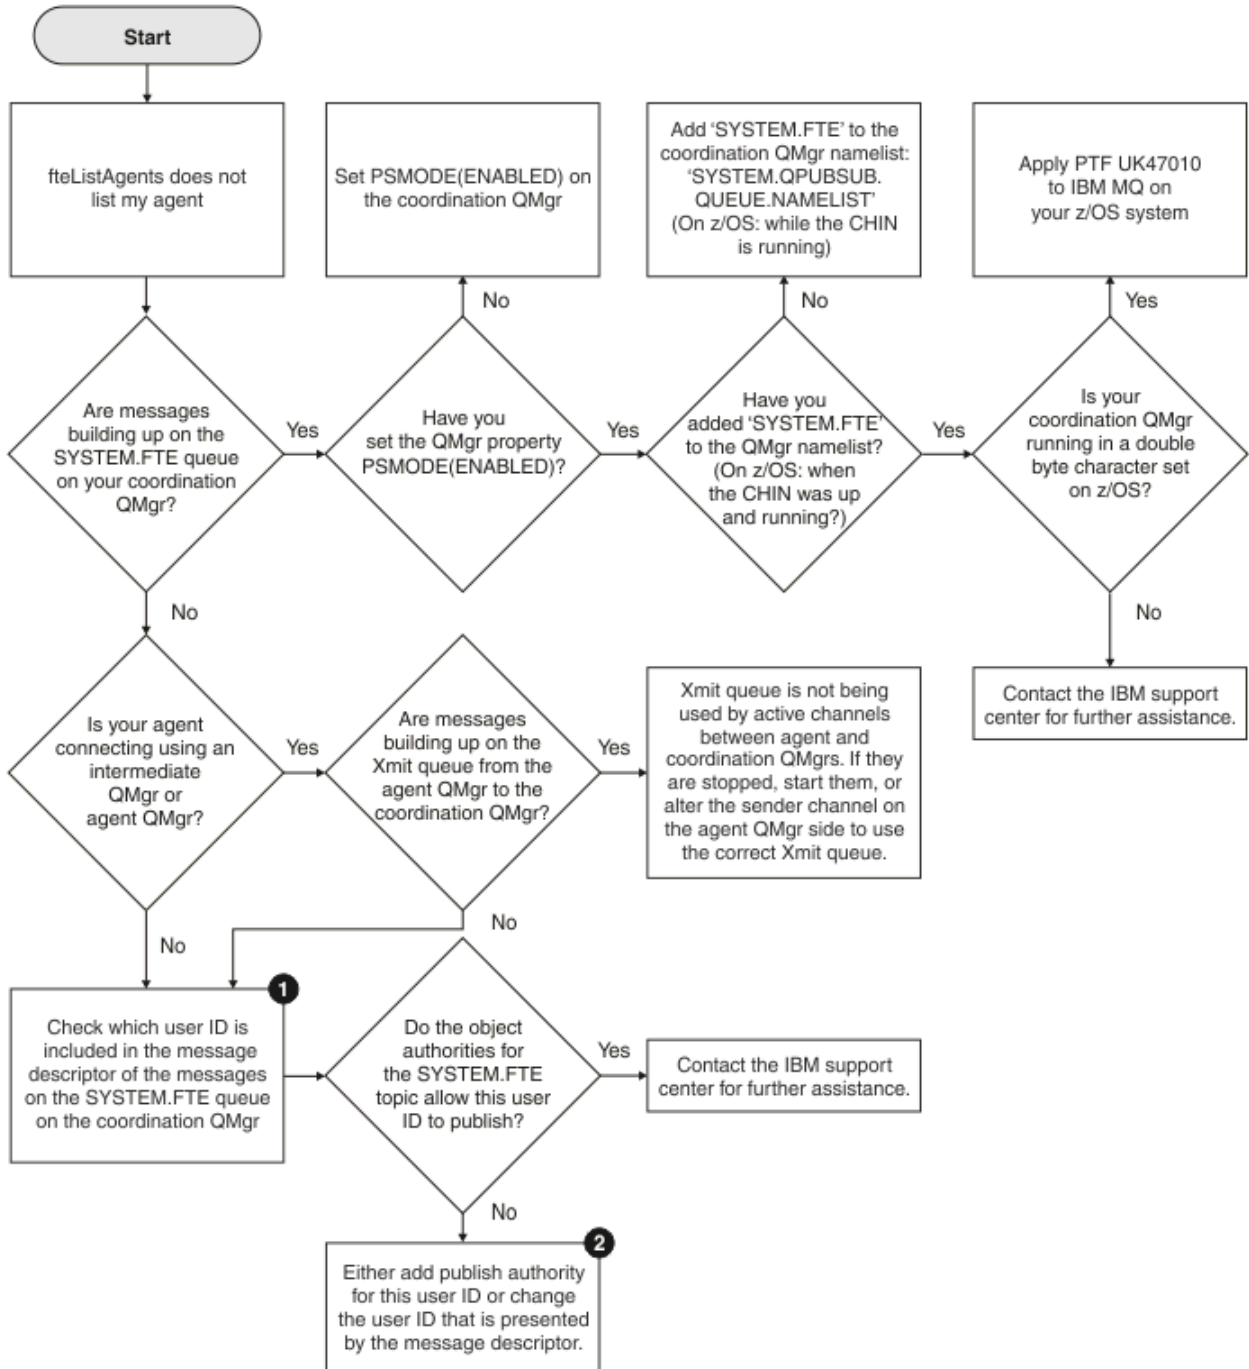 Start
fteListAgents does not
list my agent
Set PSMODE(ENABLED) on
the coordination QMgr
Add ‘SYSTEM.FTE’ to the
coordination QMgr namelist:
‘SYSTEM.QPUBSUB.
QUEUE.NAMELIST’
(On z/OS: while the CHIN
is running)
Apply PTF UK47010
to IBM MQ on
your z/OS system
No
No
Yes
Are messages
building up on the
SYSTEM.FTE queue
on your coordination
QMgr?
Yes
Have you
set the QMgr property
PSMODE(ENABLED)?
Yes
Have you
added ‘SYSTEM.FTE’
to the QMgr namelist?
(On z/OS: when
the CHIN was up
and running?)
Yes
Is your
coordination QMgr
running in a double
byte character set
on z/OS?
No
No
Is your agent
connecting using an
intermediate
QMgr or
agent QMgr?
Yes
Are messages
building up on the
Xmit queue from the
agent QMgr to the
coordination QMgr?
Yes
Xmit queue is not being
used by active channels
between agent and
coordination QMgrs. If they
are stopped, start them, or
alter the sender channel on
the agent QMgr side to use
the correct Xmit queue.
Contact the IBM support
center for further assistance.
No
No
1
Check which user ID is
included in the message
descriptor of the messages
on the SYSTEM.FTE queue
on the coordination QMgr
Do the object
authorities for
the SYSTEM.FTE
topic allow this user
ID to publish?
Yes
Contact the IBM support
center for further assistance.
No
2
Either add publish authority
for this user ID or change
the user ID that is presented
by the message descriptor.